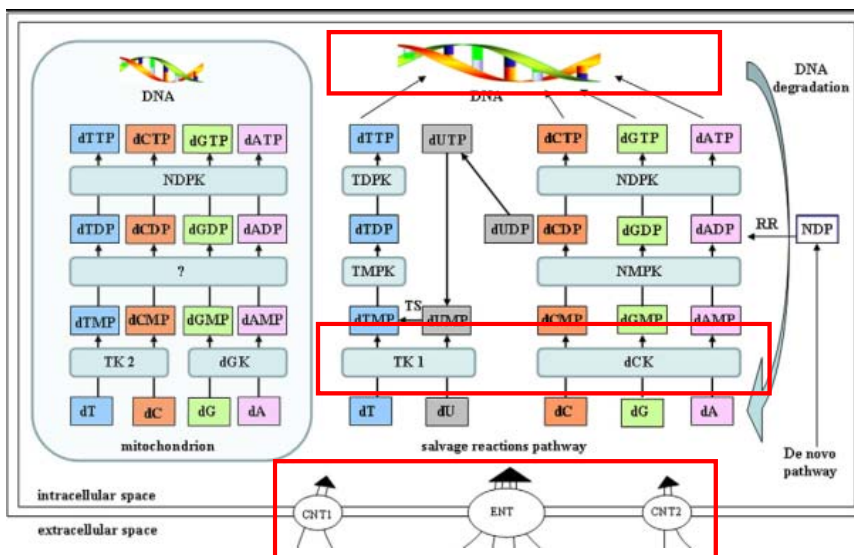 DNA
DNA
DNA
degradation
dTTP dCTP dGTP dATP
dTTP dUTP dCTP dGTP dATP
NDPK
TDPK
NDPK
dTDP dCDP dGDP dADP
dTDP dUDP dCDP dGDP dADP
RR
NDP
?
TMPK
NMPK
dTMP dCMP dGMP dAMP
dTMP TS dUMP dCMP dGMP dAMP
TK 2 dGK
TK 1
dCK
dT dC dG dA
dT dU dC dG dA
mitochondrion
salvage reactions pathway
De novo
pathway
intracellular space
CNT1 ENT CNT2
extracellular space